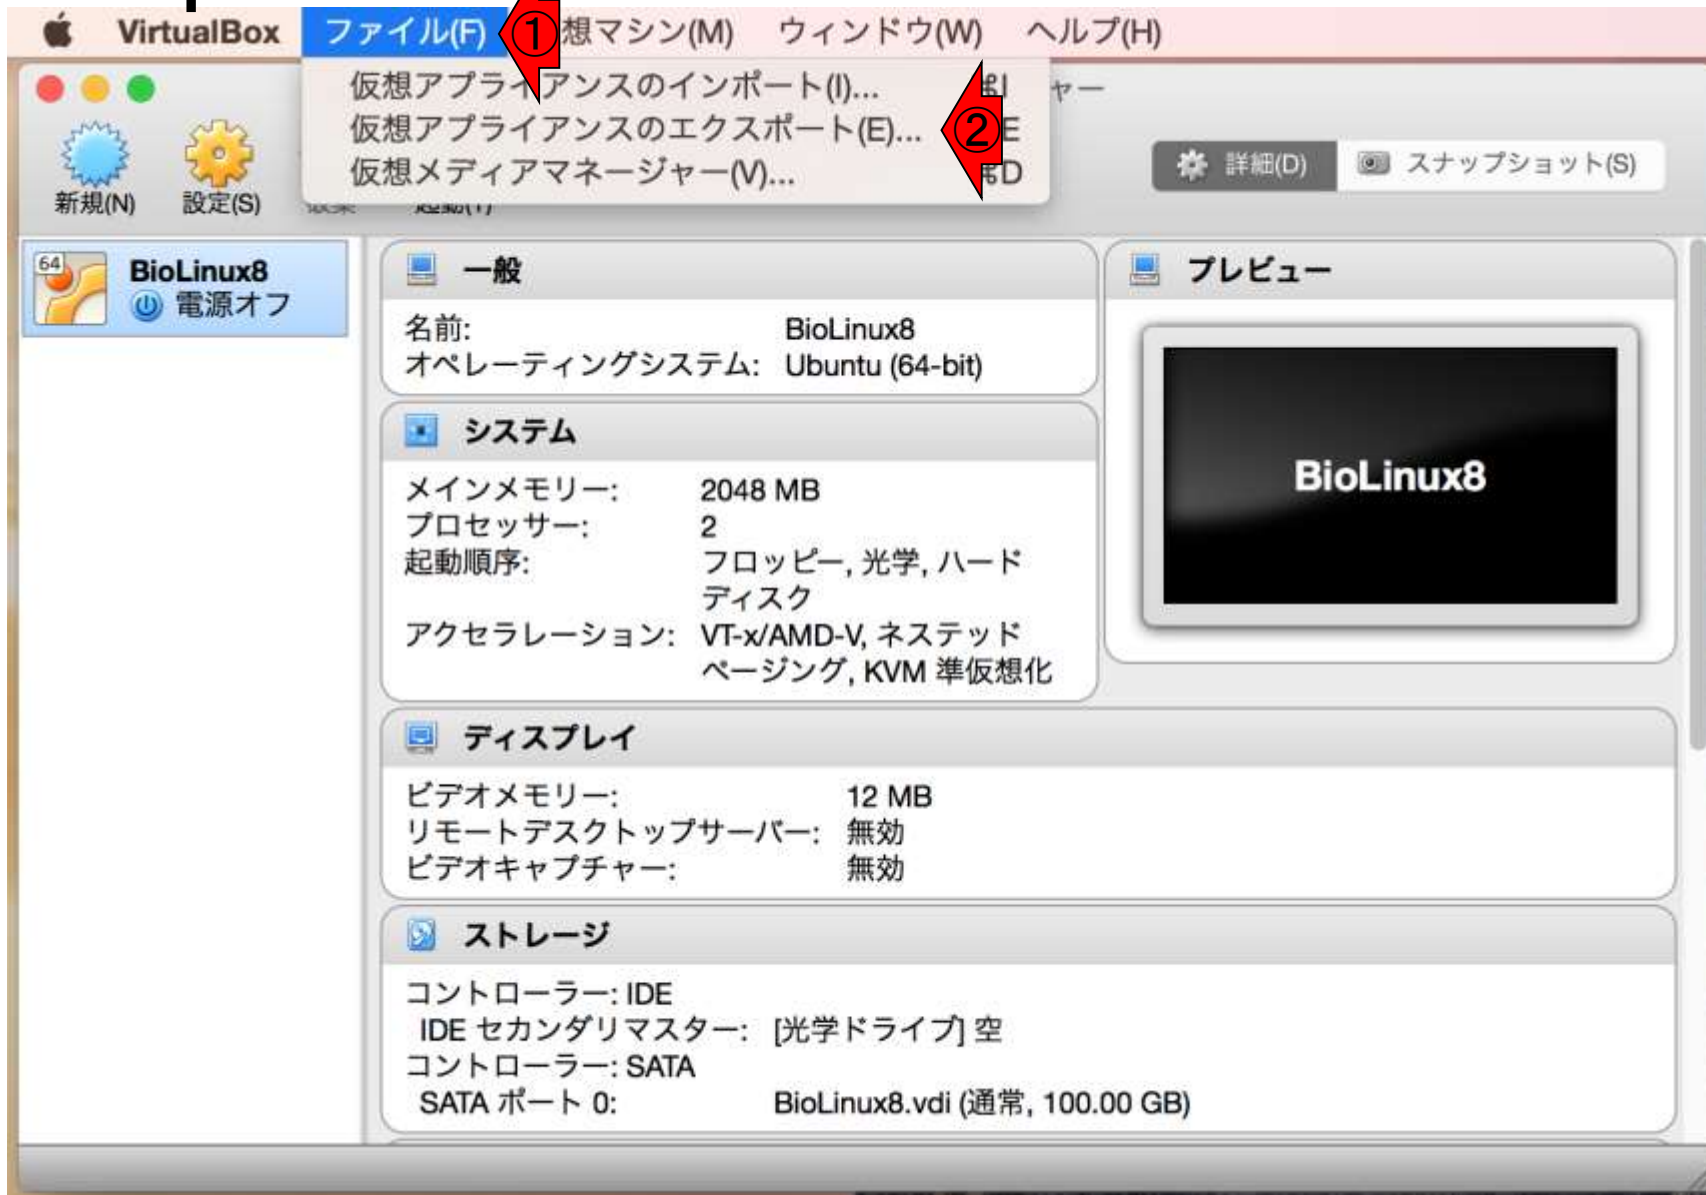 VirtualBox ファイル(F) ① 想マシン(M) ウィンドウ(W) ヘルプ(H)
仮想アプライアンスのインポート(I)... ⌘I
仮想アプライアンスのエクスポート(E)... ② E
仮想メディアマネージャー(V)... ⌘D
ャー
新規(N) 設定(S) 起動(T)
詳細(D) スナップショット(S)
64 BioLinux8
電源オフ
一般
名前: BioLinux8
オペレーティングシステム: Ubuntu (64-bit)
プレビュー
BioLinux8
システム
メインメモリー: 2048 MB
プロセッサー: 2
起動順序: フロッピー, 光学, ハード
ディスク
アクセラレーション: VT-x/AMD-V, ネステッド
ページング, KVM 準仮想化
ディスプレイ
ビデオメモリー: 12 MB
リモートデスクトップサーバー: 無効
ビデオキャプチャー: 無効
ストレージ
コントローラー: IDE
IDE セカンダリマスター: [光学ドライブ] 空
コントローラー: SATA
SATA ポート 0: BioLinux8.vdi (通常, 100.00 GB)